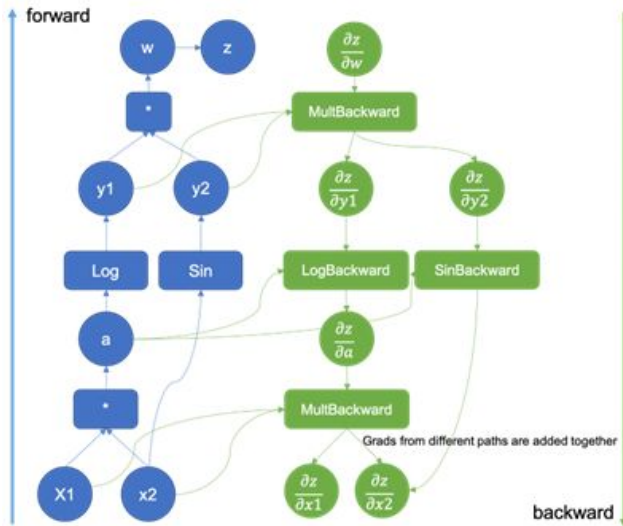 forward
w
z
∂z
∂w
*
MultBackward
y1
y2
∂z
∂y1
∂z
∂y2
Log
Sin
LogBackward
SinBackward
a
∂z
∂a
*
MultBackward
Grads from different paths are added together
X1
x2
∂z
∂x1
∂z
∂x2
backward